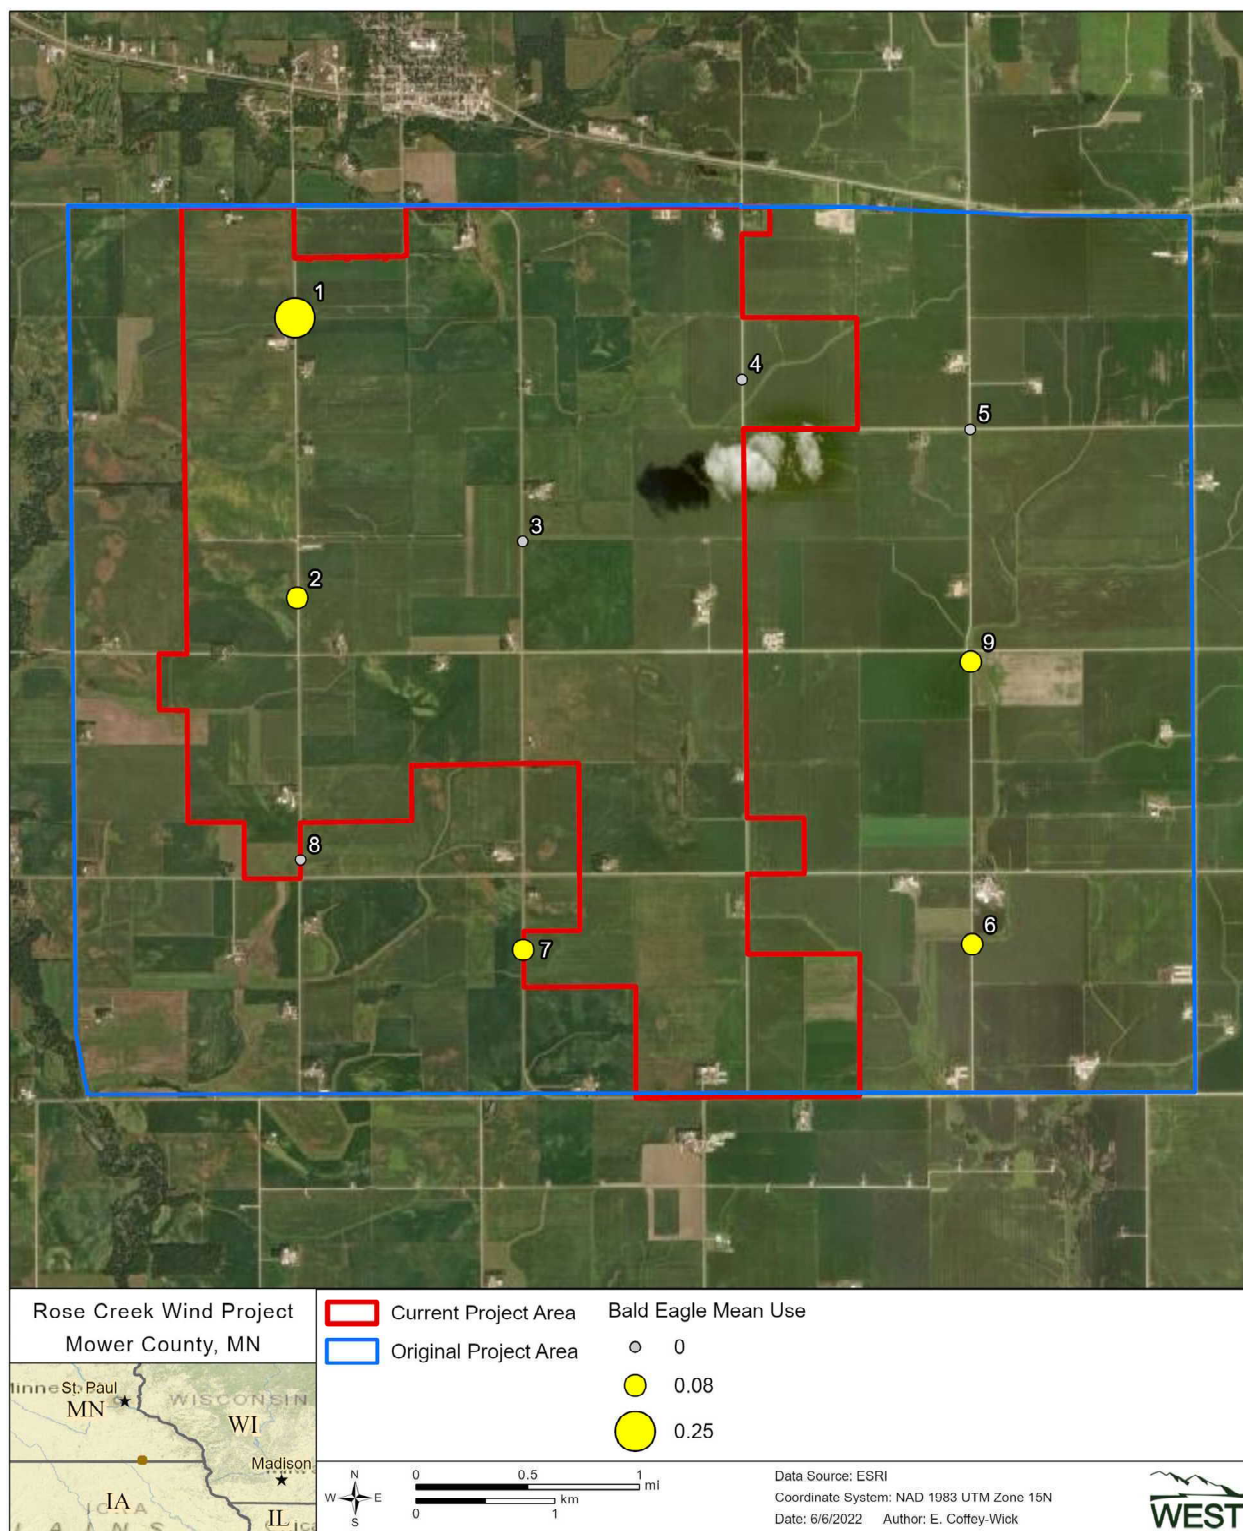 1
4
5
3
2
9
8
6
7
Rose Creek Wind Project
Mower County, MN
Current Project Area
Original Project Area
Bald Eagle Mean Use
0
0.08
0.25
St. Paul
MN
WISCONSIN
WI
Madison
IA
IL
N
W E
S
0 0.5 1
mi
0 1
km
Data Source: ESRI
Coordinate System: NAD 1983 UTM Zone 15N
Date: 6/6/2022 Author: E. Coffey-Wick
WEST